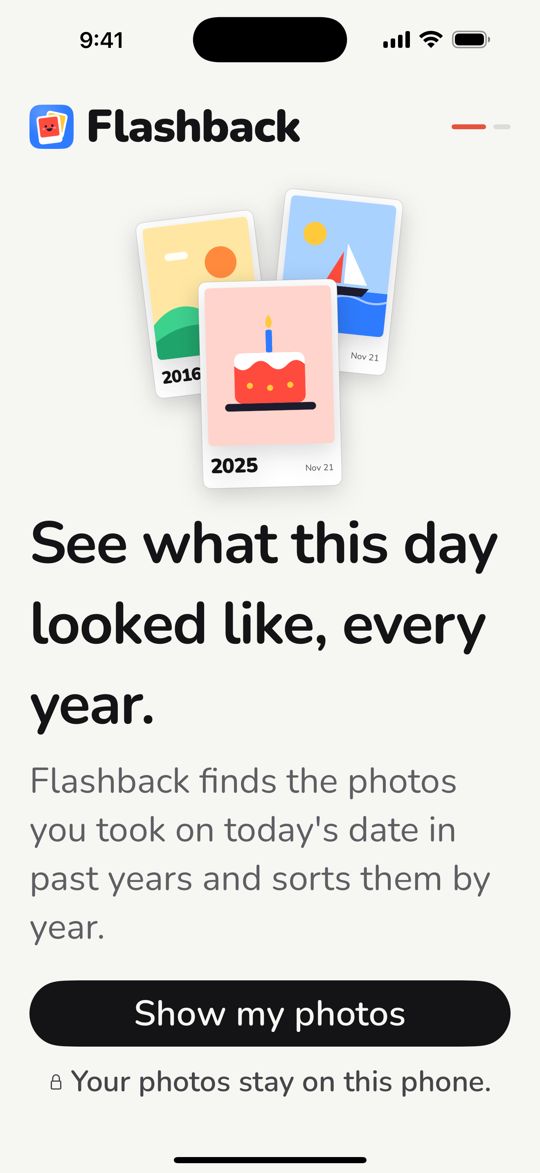 9:41
Flashback
2016
Nov 21
2025
Nov 21
See what this day
looked like, every
year.
Flashback finds the photos
you took on today's date in
past years and sorts them by
year.
Show my photos
Your photos stay on this phone.